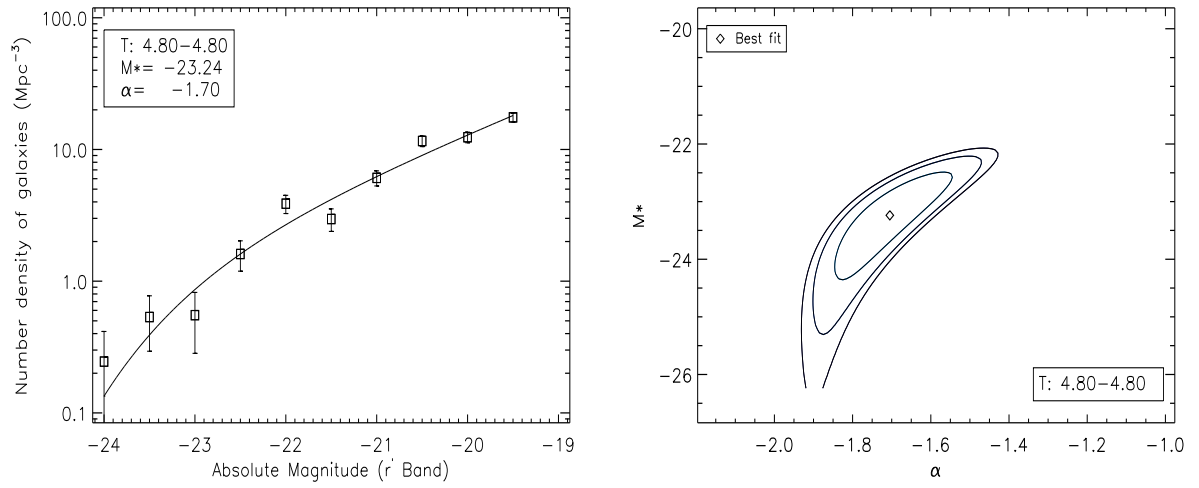 100.0
10.0
1.0
0.1
Number density of galaxies (Mpc⁻³)
T: 4.80−4.80
M*= −23.24
α= −1.70
−24 −23 −22 −21 −20 −19
Absolute Magnitude (r' Band)
−20
−22
−24
−26
M*
◇ Best fit
T: 4.80−4.80
−2.0 −1.8 −1.6 −1.4 −1.2 −1.0
α